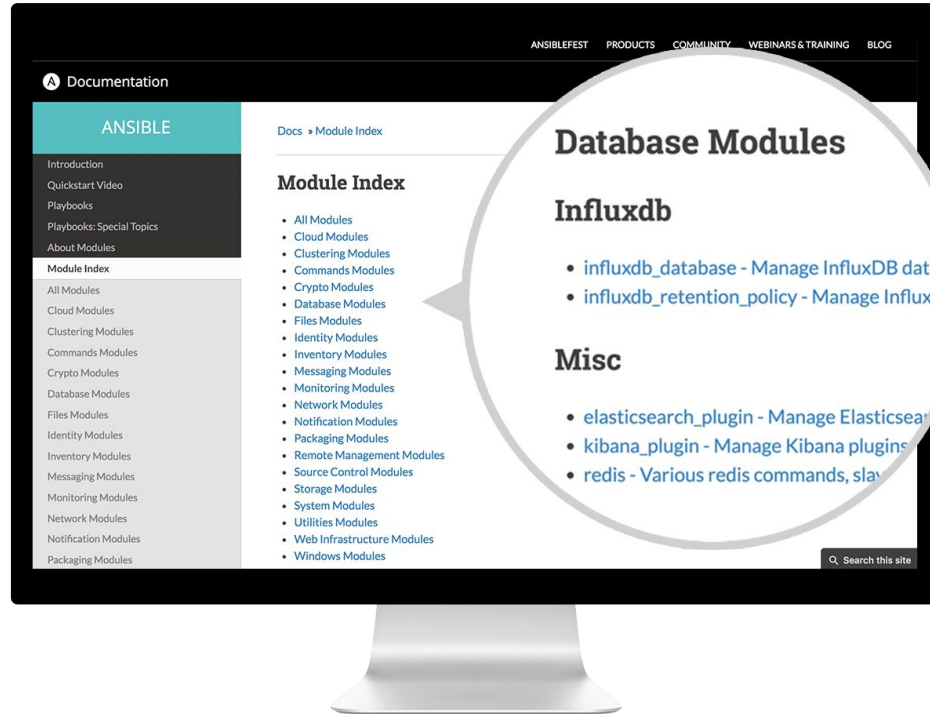 ANSIBLEFEST PRODUCTS COMMUNITY WEBINARS & TRAINING BLOG
Documentation
ANSIBLE
Introduction
Quickstart Video
Playbooks
Playbooks: Special Topics
About Modules
Module Index
All Modules
Cloud Modules
Clustering Modules
Commands Modules
Crypto Modules
Database Modules
Files Modules
Identity Modules
Inventory Modules
Messaging Modules
Monitoring Modules
Network Modules
Notification Modules
Packaging Modules
Docs » Module Index
Module Index
• All Modules
• Cloud Modules
• Clustering Modules
• Commands Modules
• Crypto Modules
• Database Modules
• Files Modules
• Identity Modules
• Inventory Modules
• Messaging Modules
• Monitoring Modules
• Network Modules
• Notification Modules
• Packaging Modules
• Remote Management Modules
• Source Control Modules
• Storage Modules
• System Modules
• Utilities Modules
• Web Infrastructure Modules
• Windows Modules
Database Modules
Influxdb
• influxdb_database - Manage InfluxDB dat
• influxdb_retention_policy - Manage Influx
Misc
• elasticsearch_plugin - Manage Elasticsear
• kibana_plugin - Manage Kibana plugins
• redis - Various redis commands, slav
Search this site